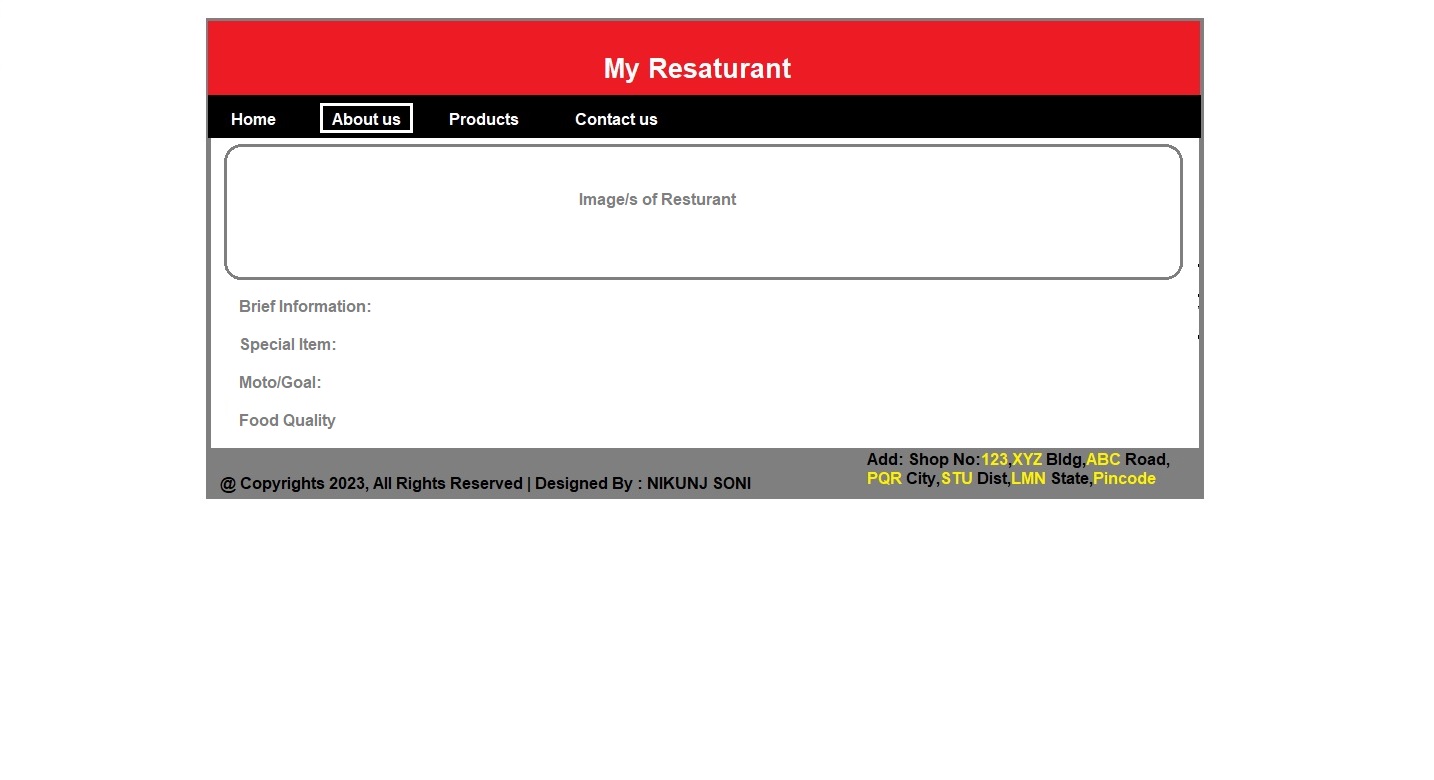 My Resaturant
Home About us Products Contact us
Image/s of Resturant
Brief Information:
Special Item:
Moto/Goal:
Food Quality
Add: Shop No:123,XYZ Bldg,ABC Road,
PQR City,STU Dist,LMN State,Pincode
@ Copyrights 2023, All Rights Reserved | Designed By : NIKUNJ SONI